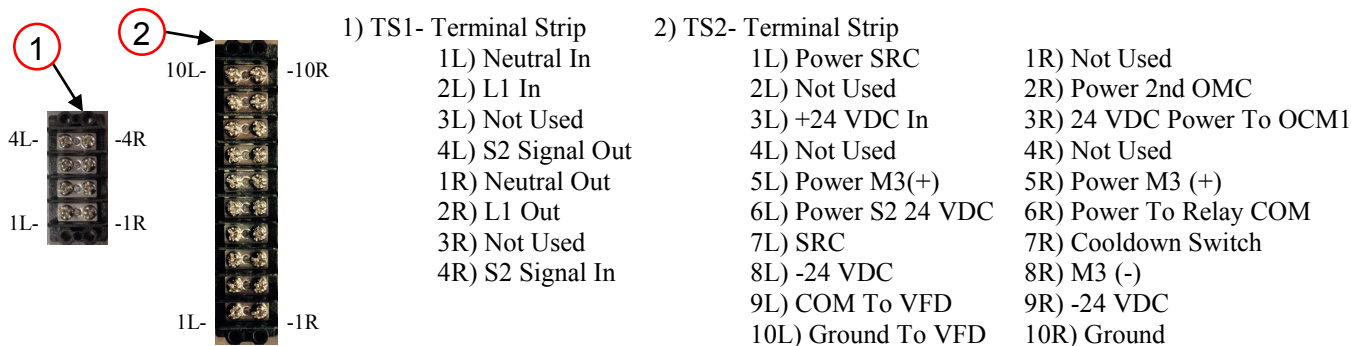 1
2
10L-
-10R
4L-
-4R
1L-
-1R
1L-
-1R
1) TS1- Terminal Strip
1L) Neutral In
2L) L1 In
3L) Not Used
4L) S2 Signal Out
1R) Neutral Out
2R) L1 Out
3R) Not Used
4R) S2 Signal In
2) TS2- Terminal Strip
1L) Power SRC
2L) Not Used
3L) +24 VDC In
4L) Not Used
5L) Power M3(+)
6L) Power S2 24 VDC
7L) SRC
8L) -24 VDC
9L) COM To VFD
10L) Ground To VFD
1R) Not Used
2R) Power 2nd OMC
3R) 24 VDC Power To OCM1
4R) Not Used
5R) Power M3 (+)
6R) Power To Relay COM
7R) Cooldown Switch
8R) M3 (-)
9R) -24 VDC
10R) Ground